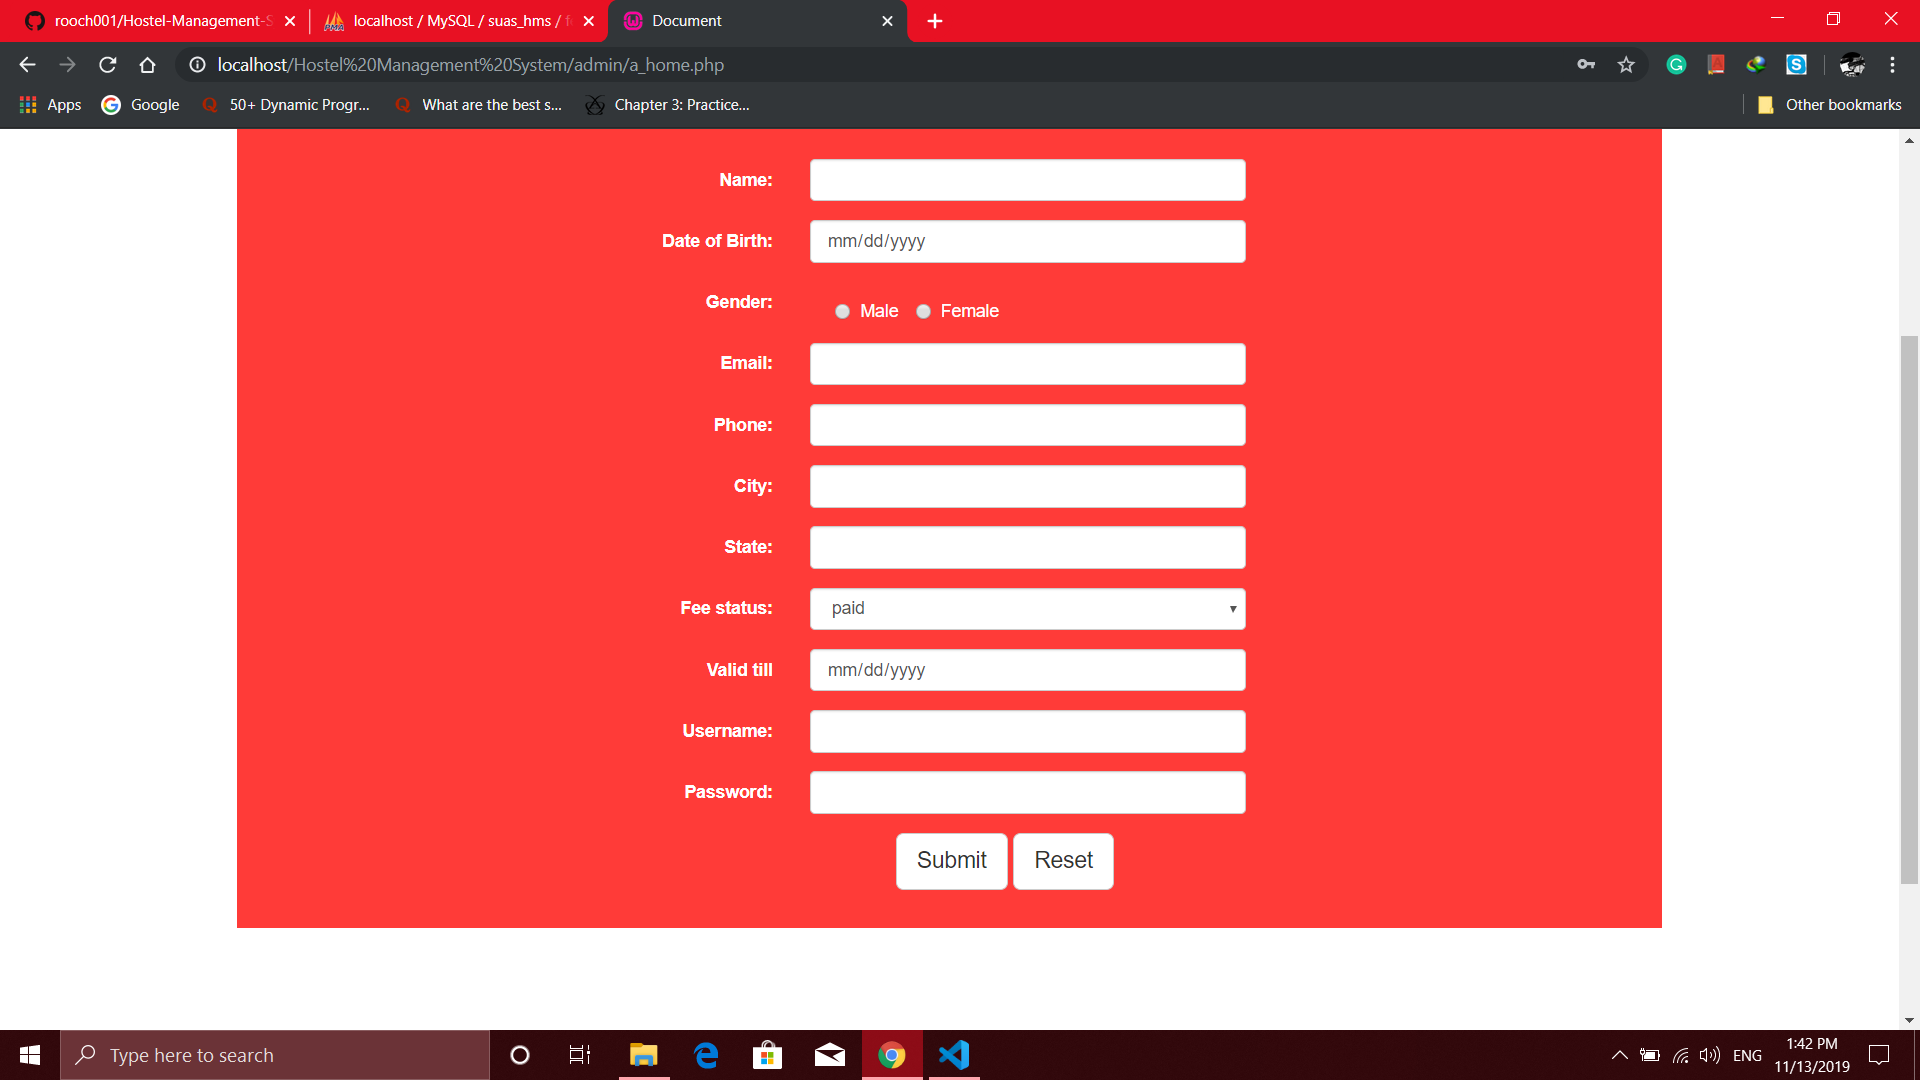 rooch001/Hostel-Management-S
localhost / MySQL / suas_hms / f
Document
localhost/Hostel%20Management%20System/admin/a_home.php
Apps
Google
50+ Dynamic Progr...
What are the best s...
Chapter 3: Practice...
Other bookmarks
Name:
Date of Birth:
mm/dd/yyyy
Gender:
Male
Female
Email:
Phone:
City:
State:
Fee status:
paid
Valid till
mm/dd/yyyy
Username:
Password:
Submit
Reset
Type here to search
ENG
1:42 PM
11/13/2019